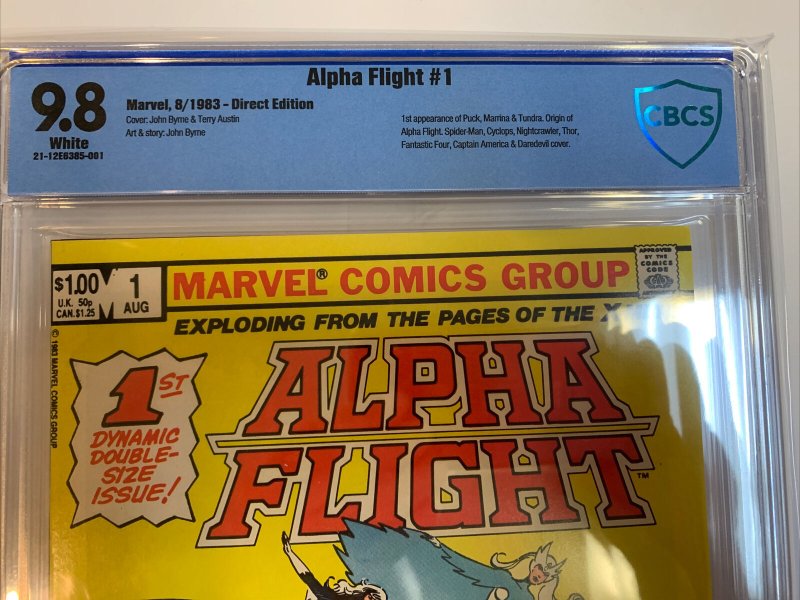 Alpha Flight #1
9.8
White
21-12E6385-001
Marvel, 8/1983 - Direct Edition
Cover: John Byrne & Terry Austin
Art & story: John Byrne
1st appearance of Puck, Marrina & Tundra. Origin of
Alpha Flight. Spider-Man, Cyclops, Nightcrawler, Thor,
Fantastic Four, Captain America & Daredevil cover.
CBCS
$1.00
U.K. 50p
CAN. $1.25
M
1
AUG
MARVEL® COMICS GROUP
APPROVED
BY THE
COMICS
CODE
EXPLODING FROM THE PAGES OF THE X
© 1983 MARVEL COMICS GROUP
1ST
DYNAMIC
DOUBLE-
SIZE
ISSUE!
ALPHA
FLIGHT™